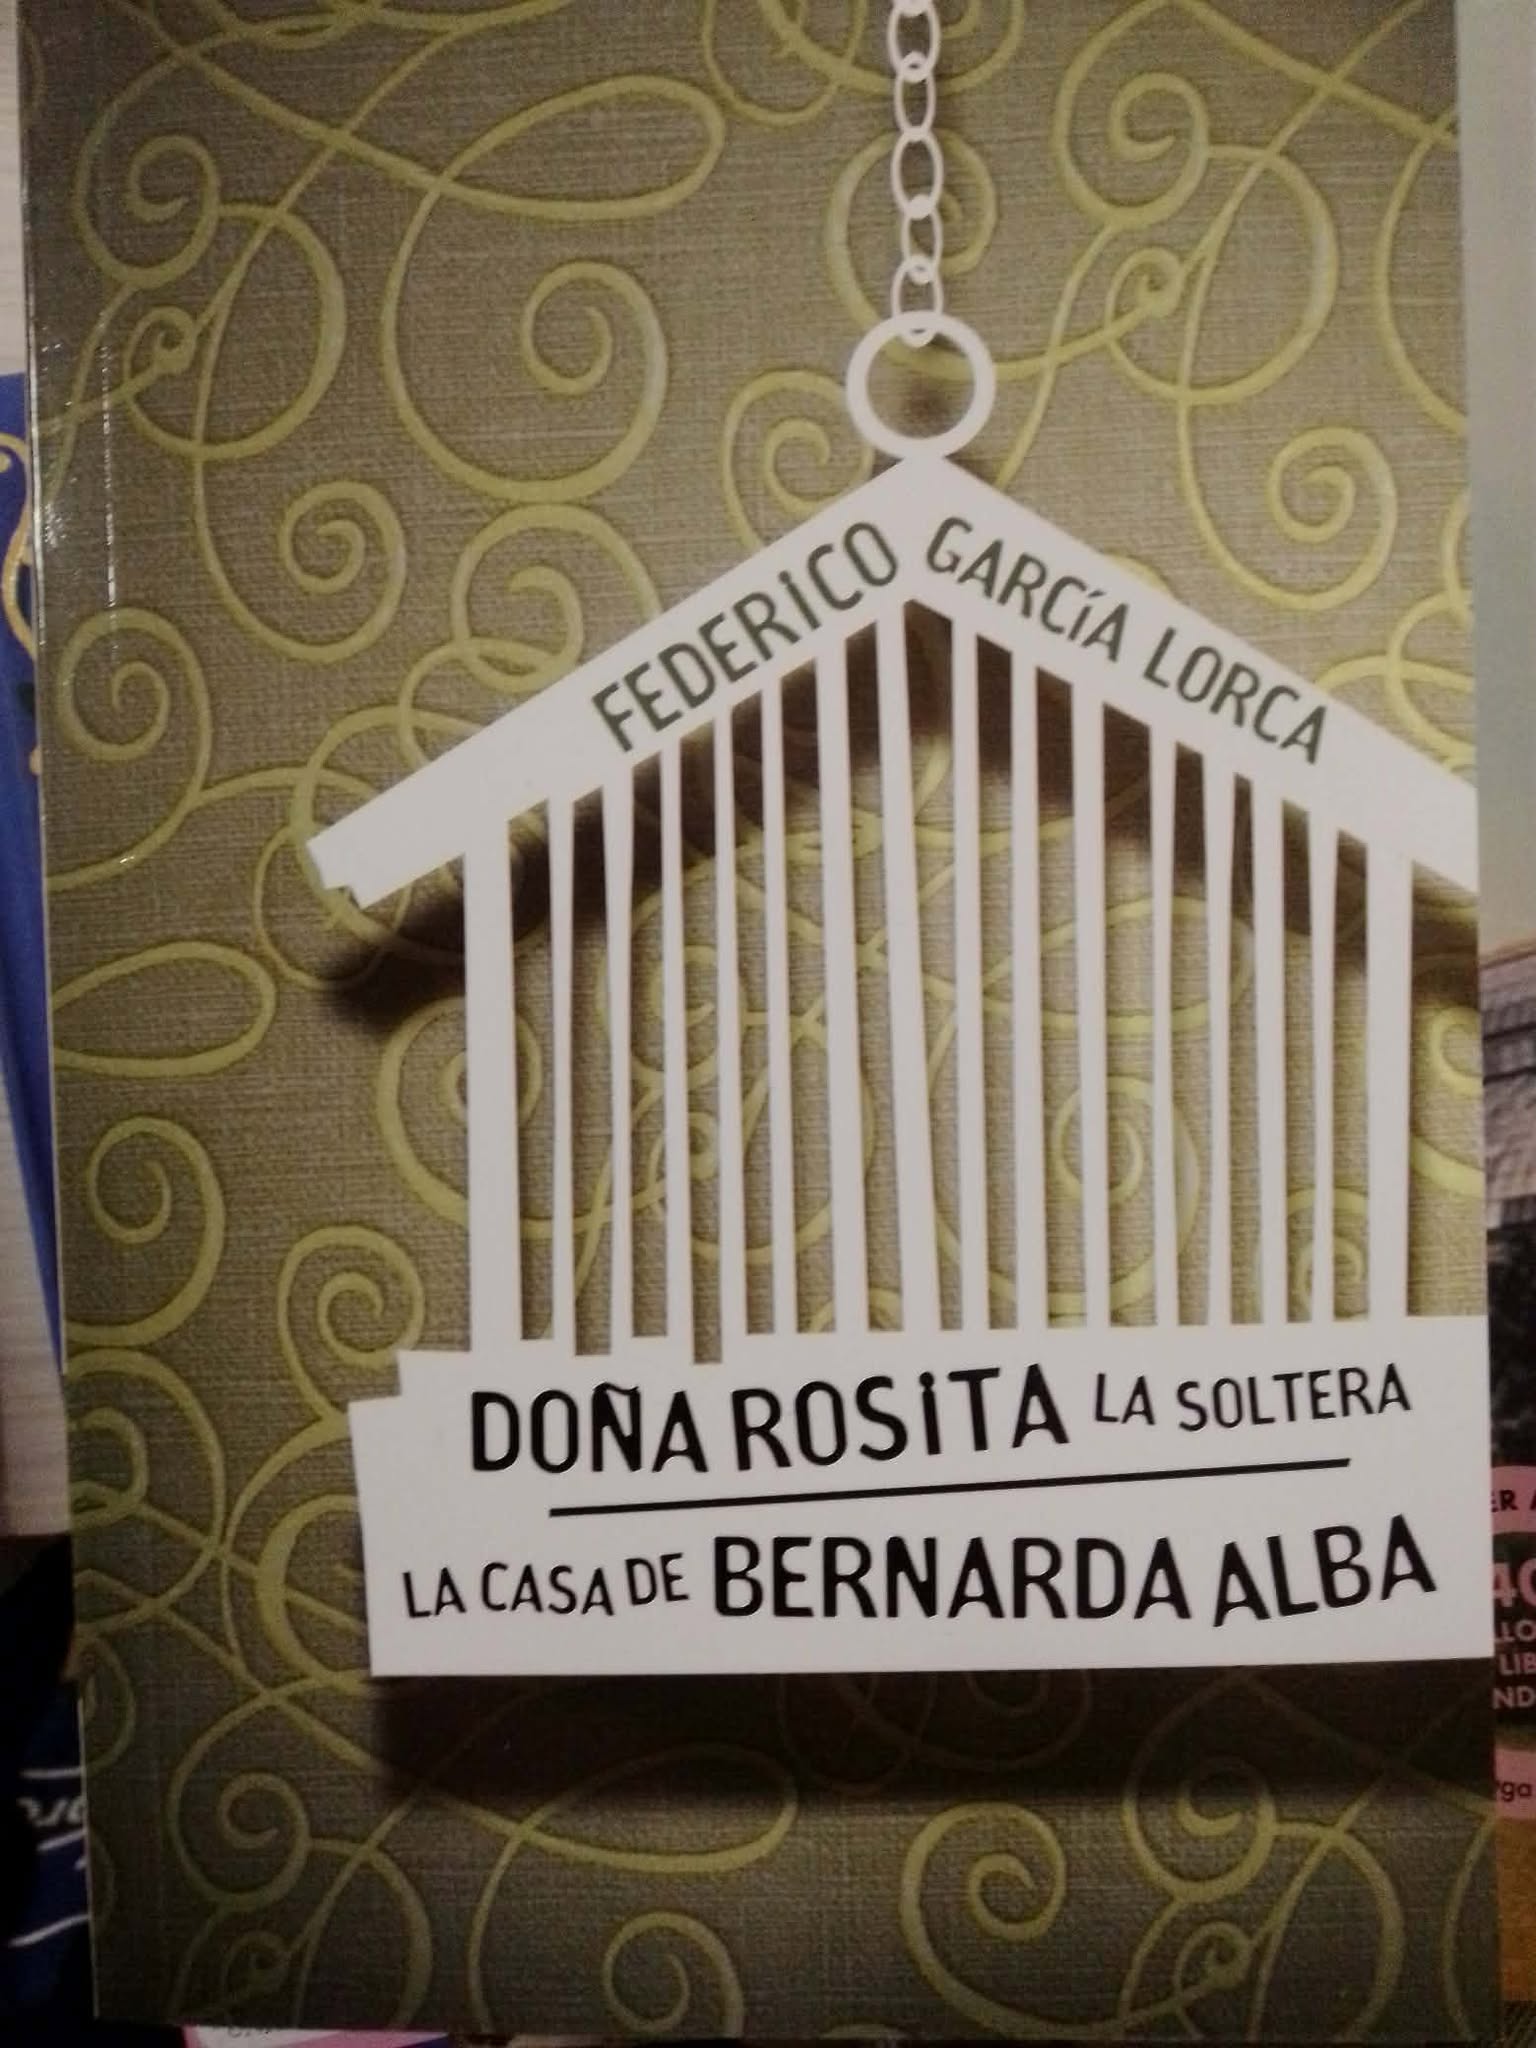 FEDERICO GARCÍA LORCA
DOÑA ROSITA LA SOLTERA
LA CASA DE BERNARDA ALBA